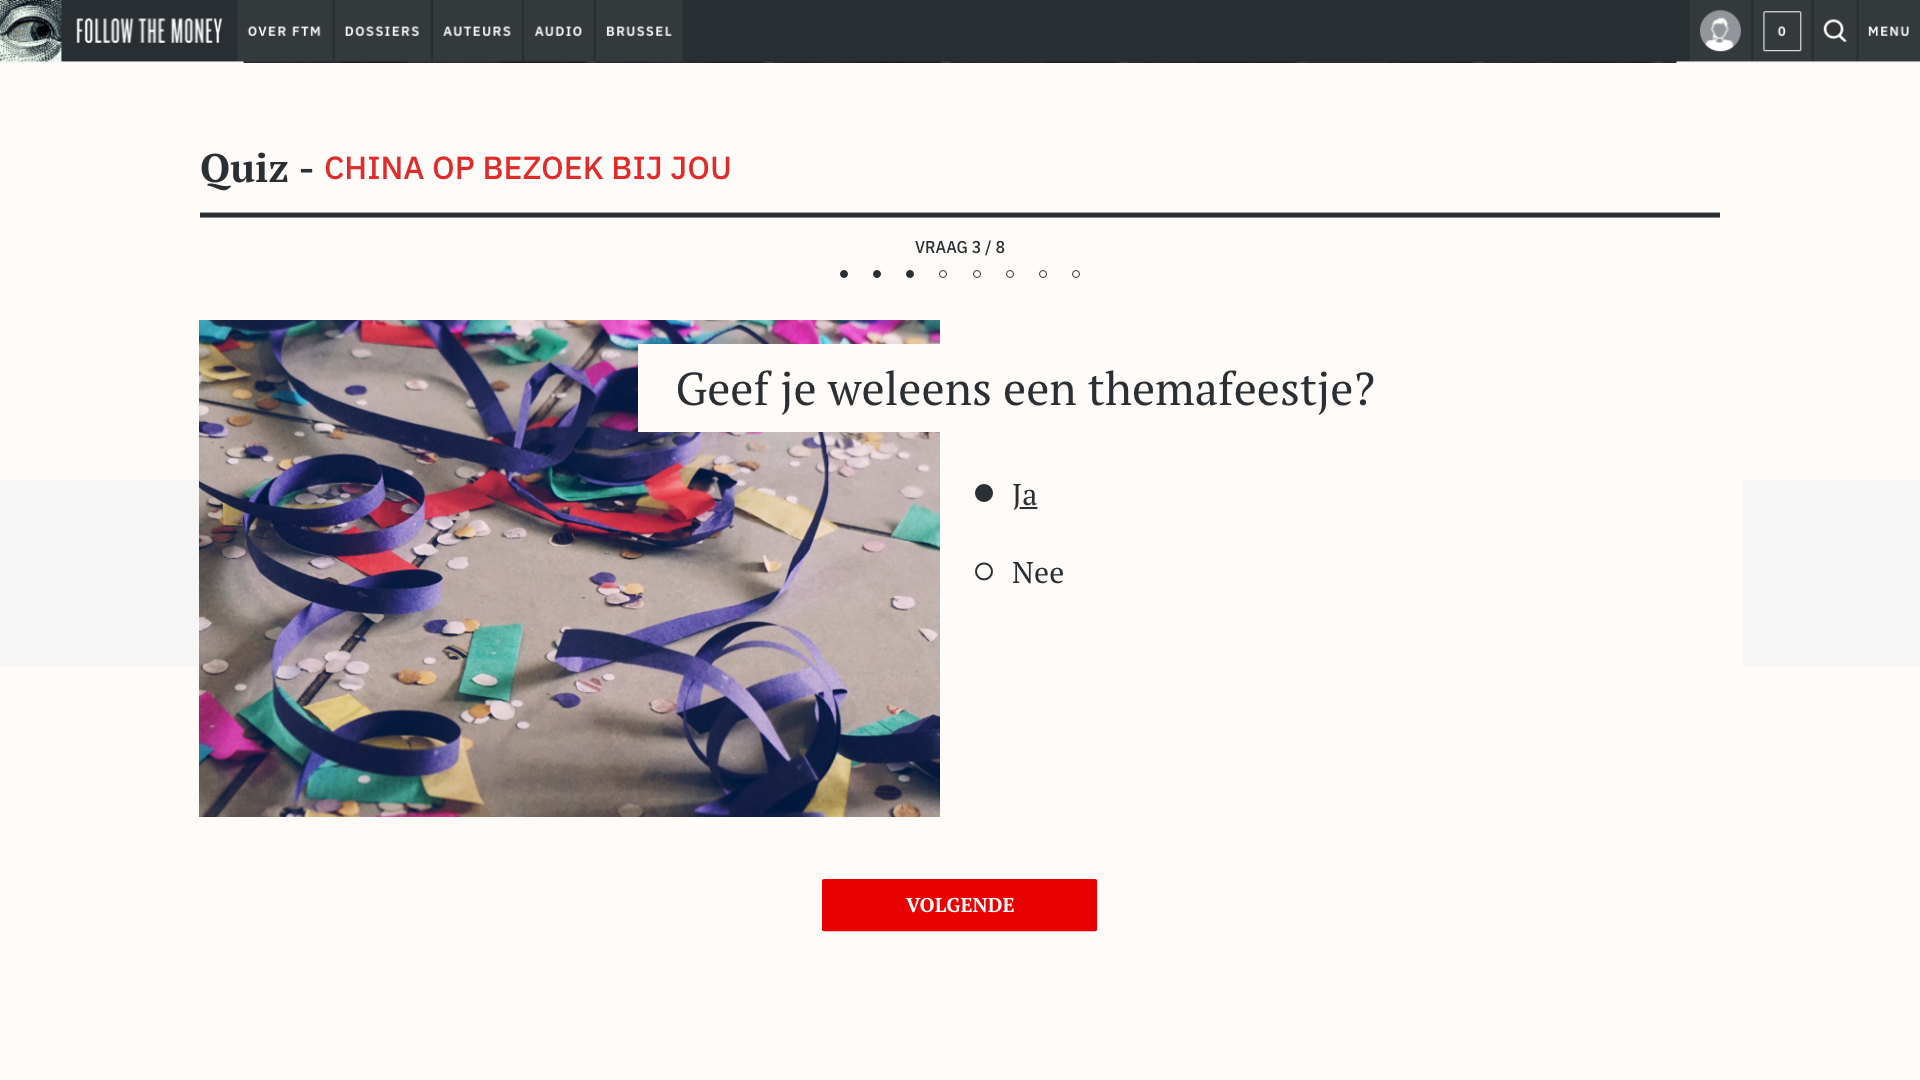 FOLLOW THE MONEY
OVER FTM
DOSSIERS
AUTEURS
AUDIO
BRUSSEL
0
MENU
Quiz - CHINA OP BEZOEK BIJ JOU
VRAAG 3 / 8
Geef je weleens een themafeestje?
Ja
Nee
VOLGENDE